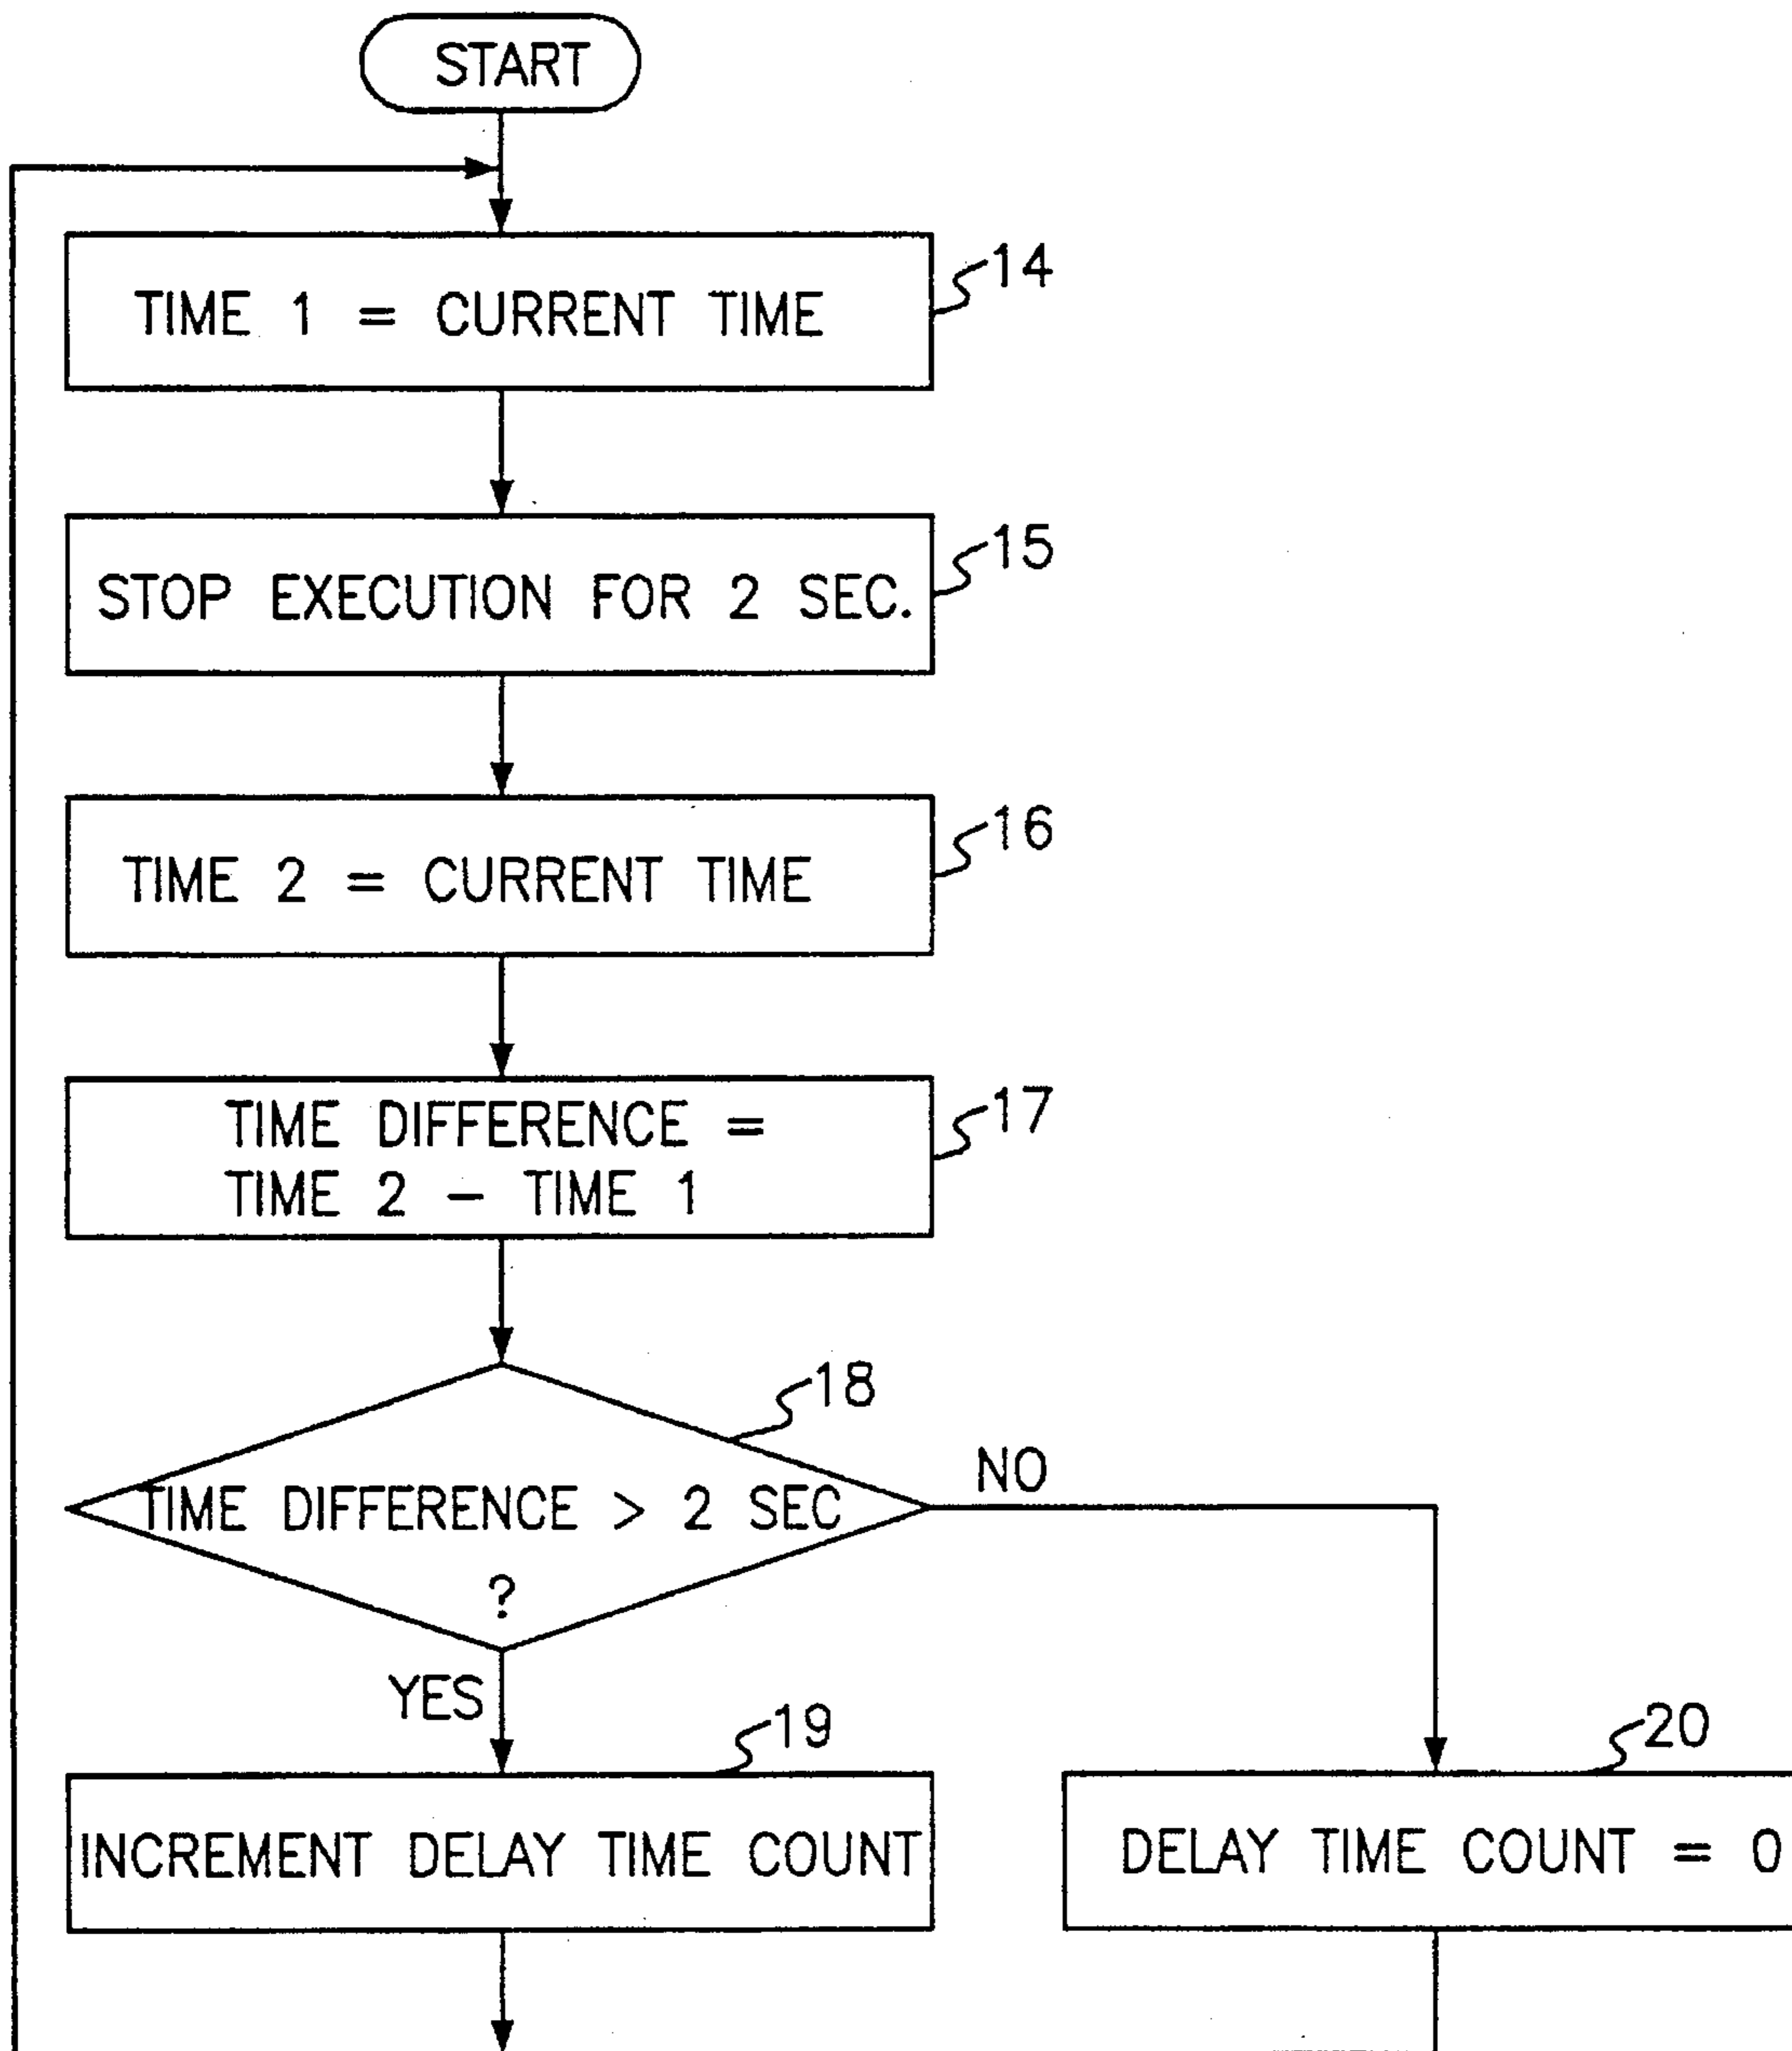 START
14
TIME 1 = CURRENT TIME
15
STOP EXECUTION FOR 2 SEC.
16
TIME 2 = CURRENT TIME
17
TIME DIFFERENCE =
TIME 2 – TIME 1
18
TIME DIFFERENCE > 2 SEC
?
NO
YES
19
INCREMENT DELAY TIME COUNT
20
DELAY TIME COUNT = 0